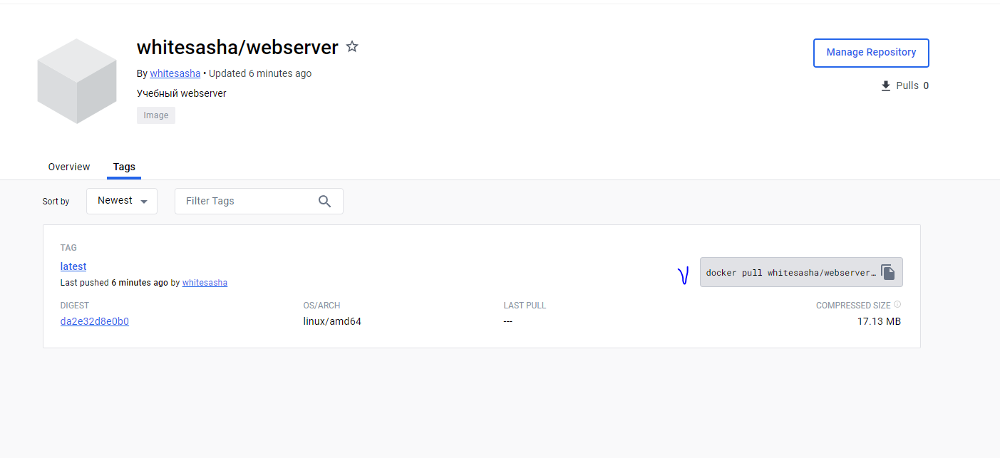 whitesasha/webserver
Manage Repository
By whitesasha • Updated 6 minutes ago
Pulls 0
Учебный webserver
Image
Overview
Tags
Sort by
Newest
Filter Tags
TAG
latest
docker pull whitesasha/webserver…
Last pushed 6 minutes ago by whitesasha
DIGEST
OS/ARCH
LAST PULL
COMPRESSED SIZE
da2e32d8e0b0
linux/amd64
---
17.13 MB